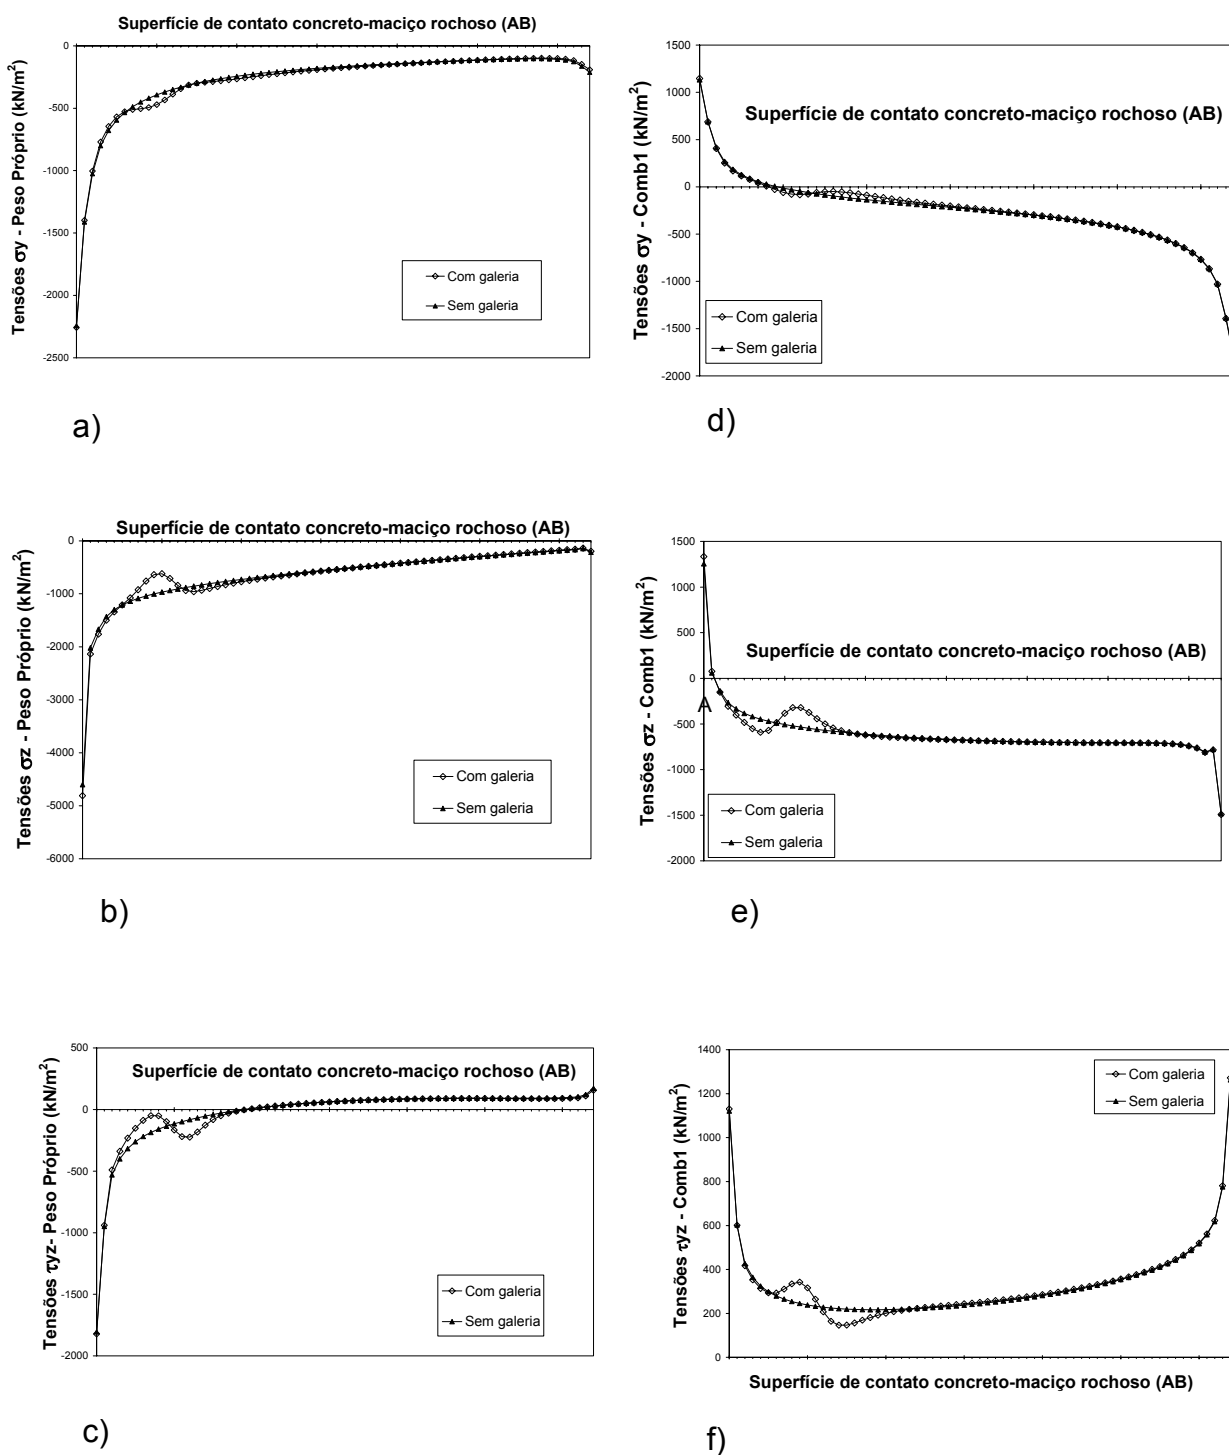 Superfície de contato concreto-maciço rochoso (AB)
Tensões σy - Peso Próprio (kN/m²)
0
-500
-1000
-1500
-2000
-2500
Com galeria
Sem galeria
a)
Tensões σy - Comb1 (kN/m²)
1500
1000
500
0
-500
-1000
-1500
-2000
Superfície de contato concreto-maciço rochoso (AB)
Com galeria
Sem galeria
d)
Superfície de contato concreto-maciço rochoso (AB)
Tensões σz - Peso Próprio (kN/m²)
0
-1000
-2000
-3000
-4000
-5000
-6000
Com galeria
Sem galeria
b)
Tensões σz - Comb1 (kN/m²)
1500
1000
500
0
-500
-1000
-1500
-2000
Superfície de contato concreto-maciço rochoso (AB)
A
Com galeria
Sem galeria
e)
Tensões τyz- Peso Próprio (kN/m²)
500
0
-500
-1000
-1500
-2000
Superfície de contato concreto-maciço rochoso (AB)
Com galeria
Sem galeria
c)
Tensões τyz - Comb1 (kN/m²)
1400
1200
1000
800
600
400
200
0
Com galeria
Sem galeria
Superfície de contato concreto-maciço rochoso (AB)
f)